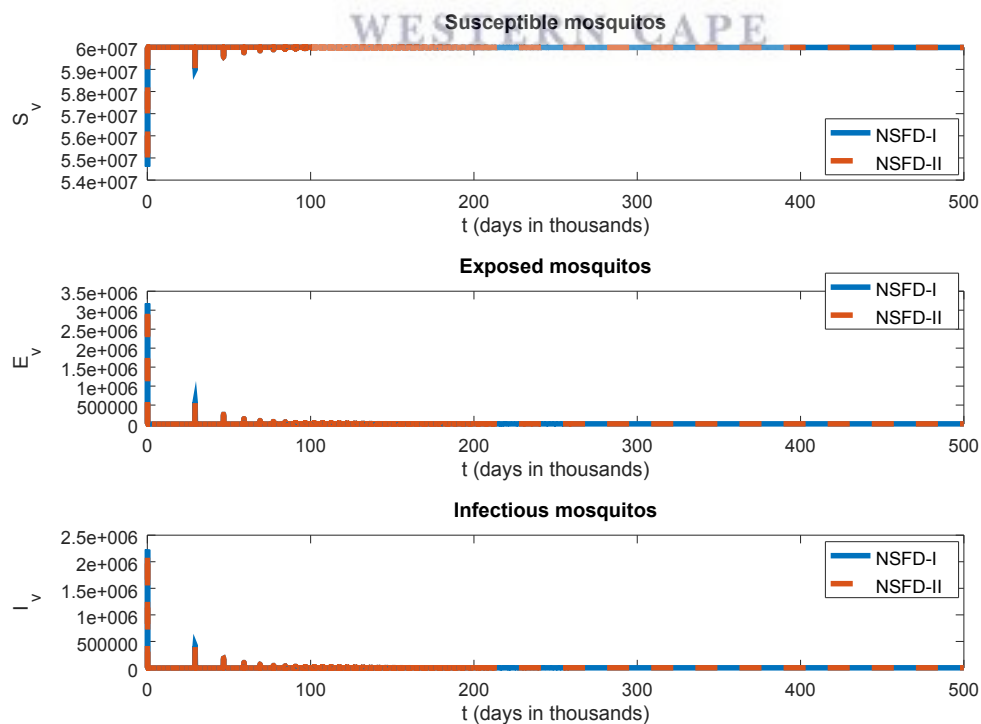 WESTERN CAPE
Susceptible mosquitos
6e+007
5.9e+007
5.8e+007
5.7e+007
5.6e+007
5.5e+007
5.4e+007
S_v
NSFD-I
NSFD-II
0 100 200 300 400 500
t (days in thousands)
Exposed mosquitos
3.5e+006
3e+006
2.5e+006
2e+006
1.5e+006
1e+006
500000
0
E_v
NSFD-I
NSFD-II
0 100 200 300 400 500
t (days in thousands)
Infectious mosquitos
2.5e+006
2e+006
1.5e+006
1e+006
500000
0
I_v
NSFD-I
NSFD-II
0 100 200 300 400 500
t (days in thousands)